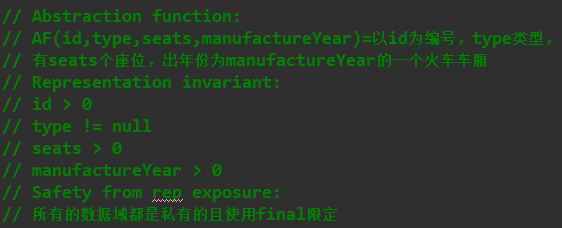 // Abstraction function:
// AF(id,type,seats,manufactureYear)=以id为编号，type类型，
// 有seats个座位，出年份为manufactureYear的一个火车车厢
// Representation invariant:
// id > 0
// type != null
// seats > 0
// manufactureYear > 0
// Safety from rep exposure:
// 所有的数据域都是私有的且使用final限定